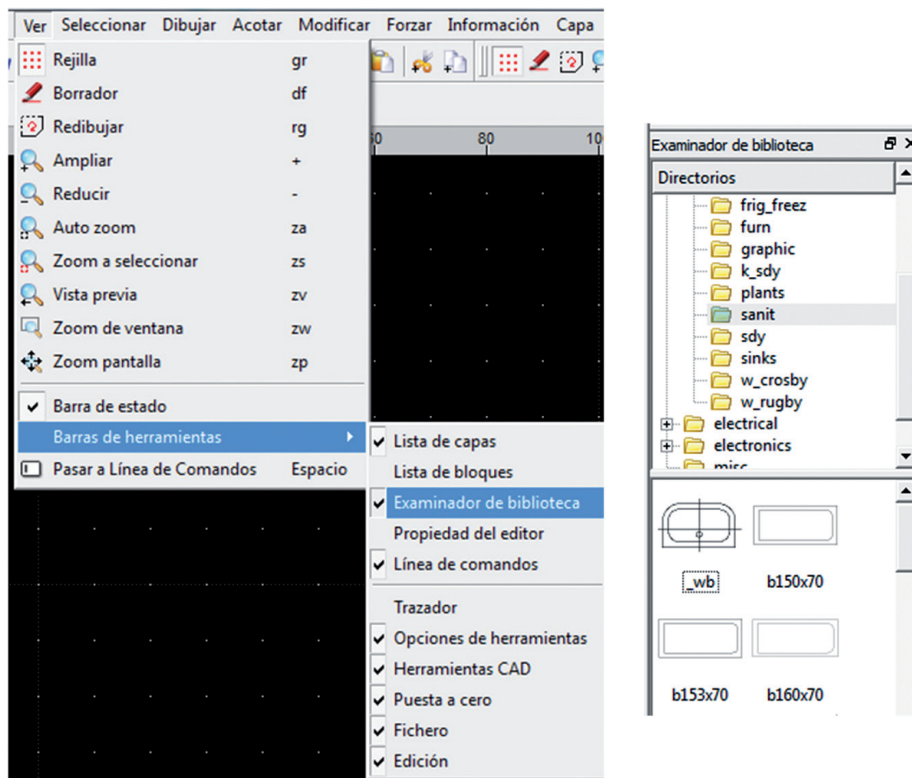 Ver Seleccionar Dibujar Acotar Modificar Forzar Información Capa
Rejilla gr
Borrador df
Redibujar rg
Ampliar +
Reducir -
Auto zoom za
Zoom a seleccionar zs
Vista previa zv
Zoom de ventana zw
Zoom pantalla zp
Barra de estado
Barras de herramientas
Pasar a Línea de Comandos Espacio
80
10
Lista de capas
Lista de bloques
Examinador de biblioteca
Propiedad del editor
Línea de comandos
Trazador
Opciones de herramientas
Herramientas CAD
Puesta a cero
Fichero
Edición
Examinador de biblioteca
Directorios
frig_freez
furn
graphic
k_sdy
plants
sanit
sdy
sinks
w_crosby
w_rugby
electrical
electronics
misc
_wb b150x70
b153x70 b160x70